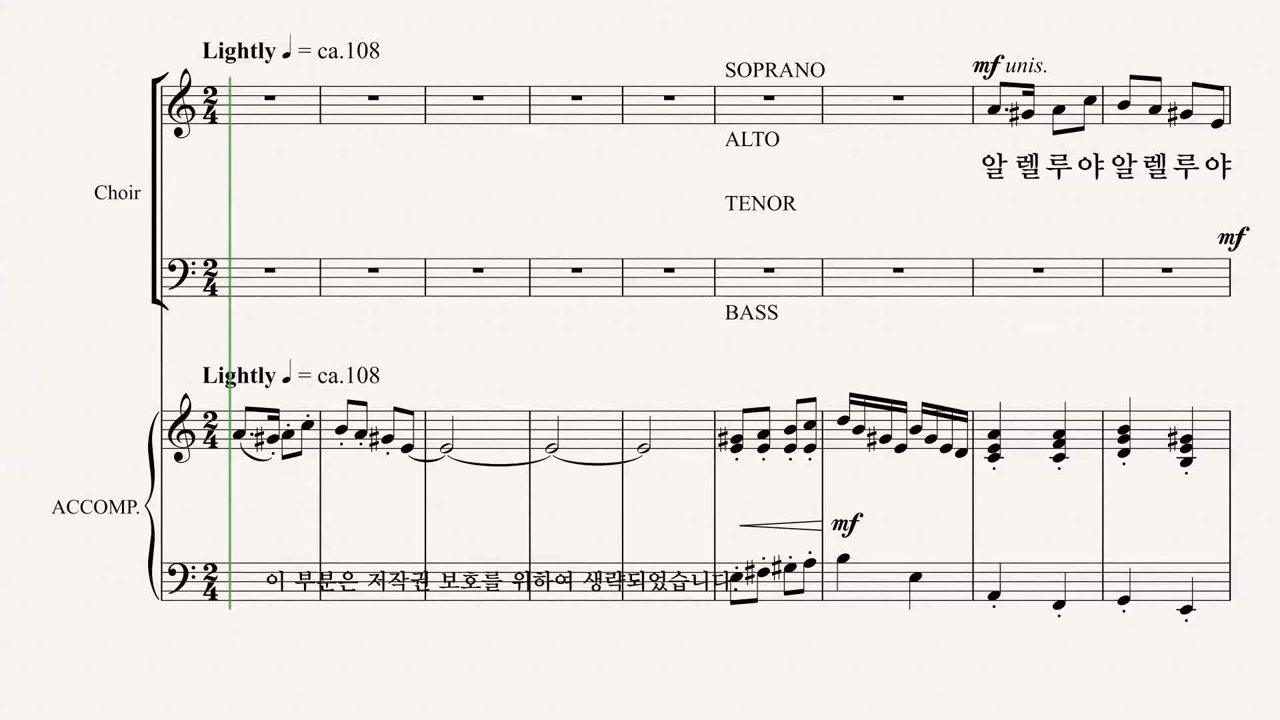 Lightly ♩ = ca.108
SOPRANO
mf unis.
ALTO
알 렐 루 야 알 렐 루 야
Choir
TENOR
mf
BASS
Lightly ♩ = ca.108
ACCOMP.
mf
이 부분은 저작권 보호를 위하여 생략되었습니다.